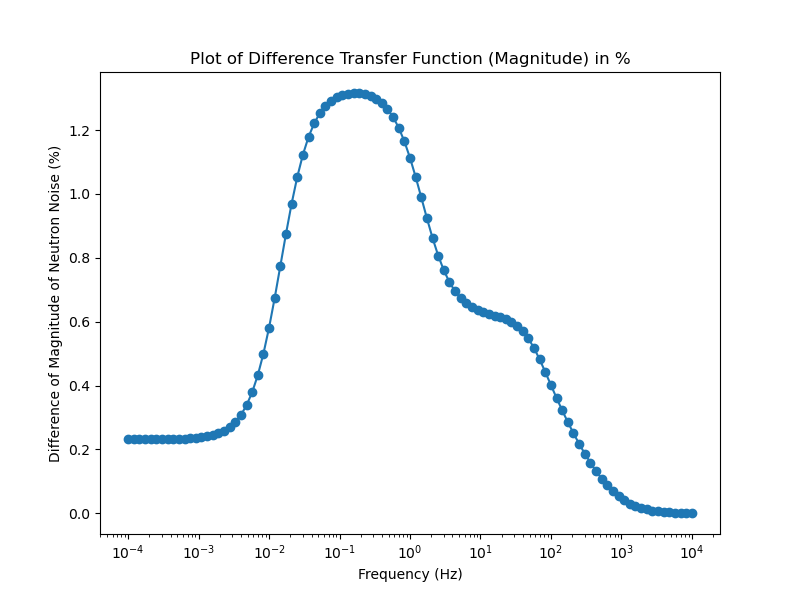 Plot of Difference Transfer Function (Magnitude) in %
Difference of Magnitude of Neutron Noise (%)
1.2
1.0
0.8
0.6
0.4
0.2
0.0
10⁻⁴ 10⁻³ 10⁻² 10⁻¹ 10⁰ 10¹ 10² 10³ 10⁴
Frequency (Hz)